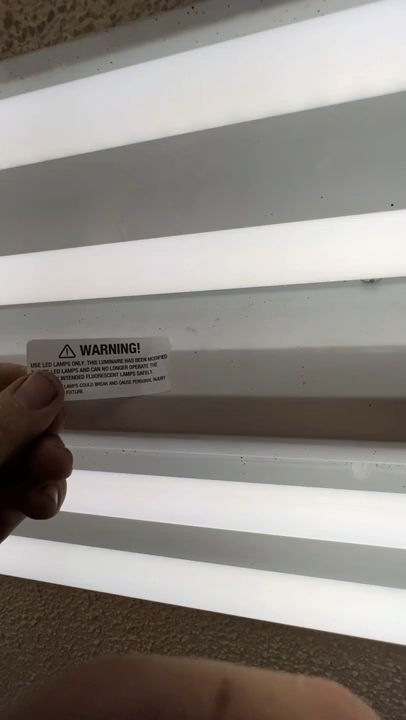 WARNING!
USE LED LAMPS ONLY, THIS LUMINAIRE HAS BEEN MODIFIED
LED LAMPS AND CAN NO LONGER OPERATE THE
INTENDED FLUORESCENT LAMPS SAFELY.
LAMPS COULD BREAK AND CAUSE PERSONAL INJURY
FIXTURE.